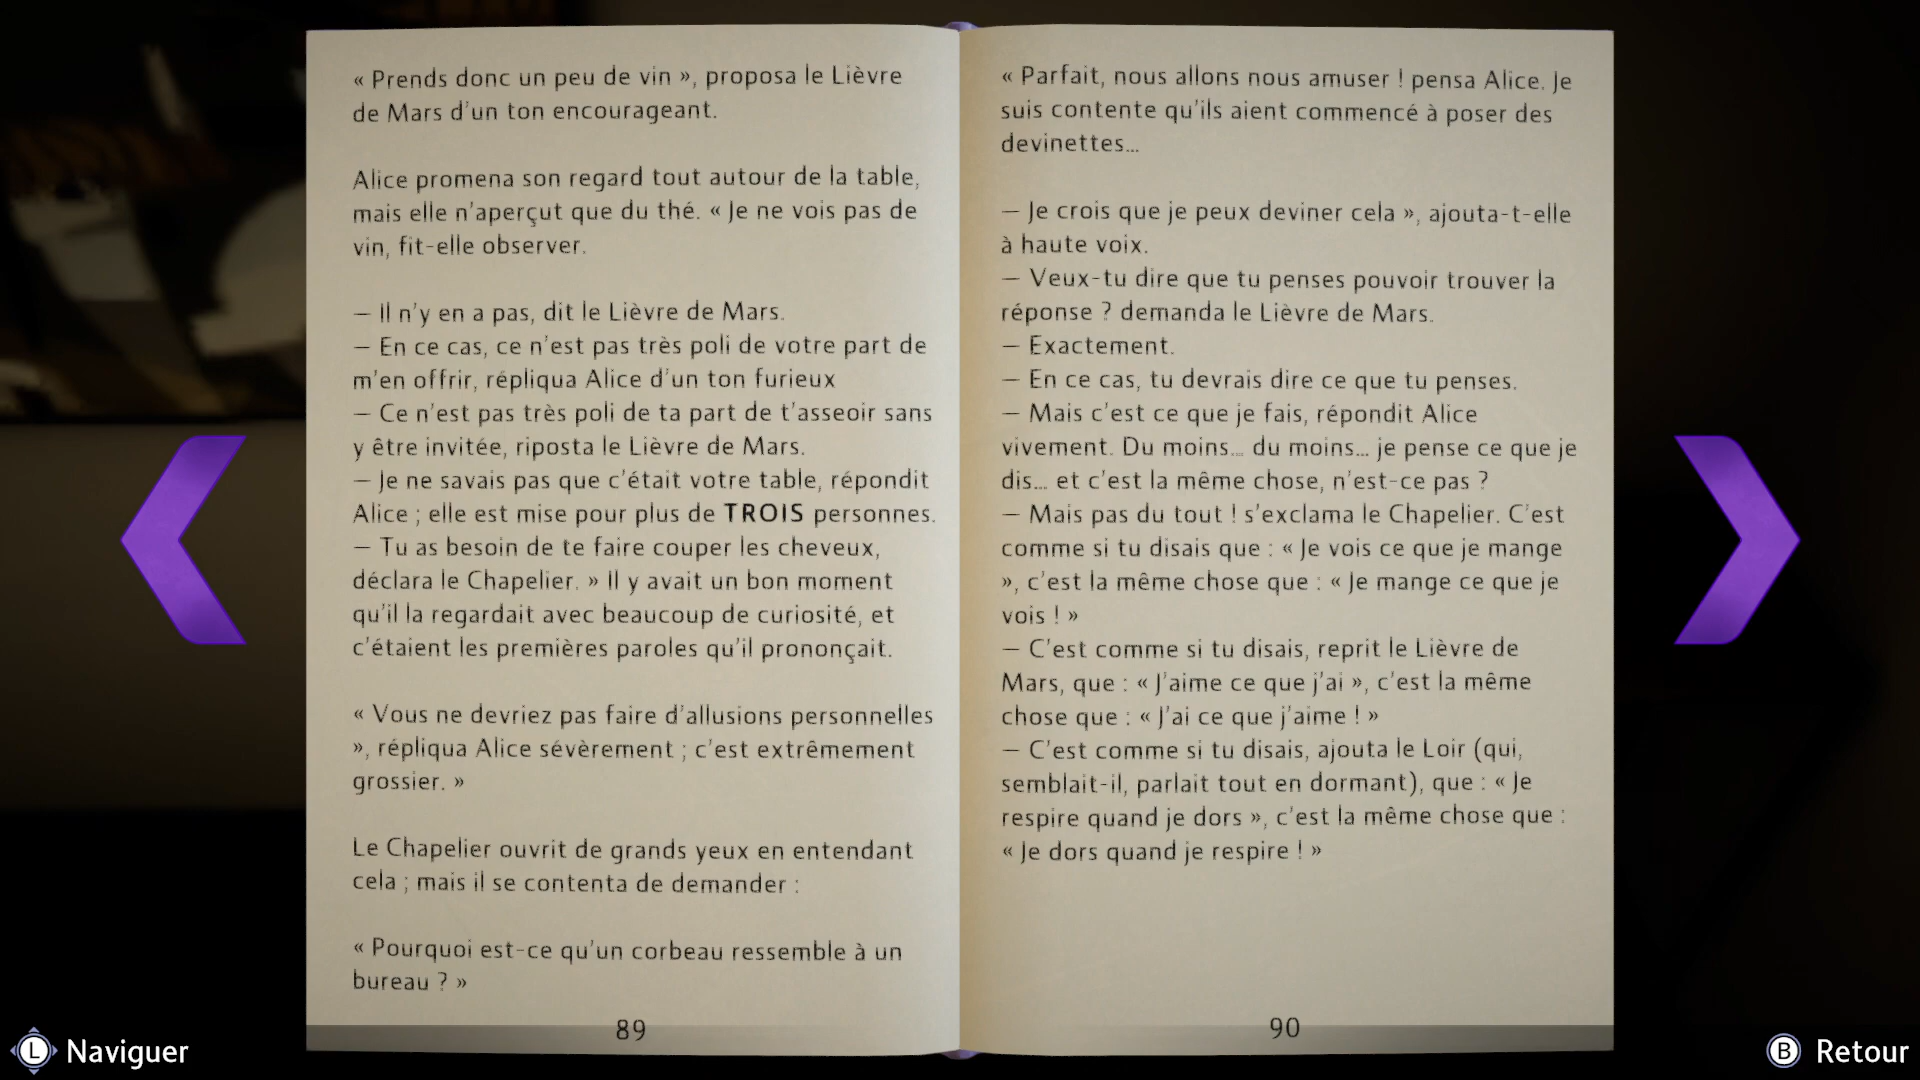 « Prends donc un peu de vin », proposa le Lièvre
de Mars d'un ton encourageant.
Alice promena son regard tout autour de la table,
mais elle n'aperçut que du thé. « Je ne vois pas de
vin, fit-elle observer.
— Il n'y en a pas, dit le Lièvre de Mars.
— En ce cas, ce n'est pas très poli de votre part de
m'en offrir, répliqua Alice d'un ton furieux
— Ce n'est pas très poli de ta part de t'asseoir sans
y être invitée, riposta le Lièvre de Mars.
— Je ne savais pas que c'était votre table, répondit
Alice ; elle est mise pour plus de TROIS personnes.
— Tu as besoin de te faire couper les cheveux,
déclara le Chapelier. » Il y avait un bon moment
qu'il la regardait avec beaucoup de curiosité, et
c'étaient les premières paroles qu'il prononçait.
« Vous ne devriez pas faire d'allusions personnelles
», répliqua Alice sévèrement ; c'est extrêmement
grossier. »
Le Chapelier ouvrit de grands yeux en entendant
cela ; mais il se contenta de demander :
« Pourquoi est-ce qu'un corbeau ressemble à un
bureau ? »
89
« Parfait, nous allons nous amuser ! pensa Alice. Je
suis contente qu'ils aient commencé à poser des
devinettes...
— Je crois que je peux deviner cela », ajouta-t-elle
à haute voix.
— Veux-tu dire que tu penses pouvoir trouver la
réponse ? demanda le Lièvre de Mars.
— Exactement.
— En ce cas, tu devrais dire ce que tu penses.
— Mais c'est ce que je fais, répondit Alice
vivement. Du moins... du moins... je pense ce que je
dis... et c'est la même chose, n'est-ce pas ?
— Mais pas du tout ! s'exclama le Chapelier. C'est
comme si tu disais que : « Je vois ce que je mange
», c'est la même chose que : « Je mange ce que je
vois ! »
— C'est comme si tu disais, reprit le Lièvre de
Mars, que : « J'aime ce que j'ai », c'est la même
chose que : « J'ai ce que j'aime ! »
— C'est comme si tu disais, ajouta le Loir (qui,
semblait-il, parlait tout en dormant), que : « Je
respire quand je dors », c'est la même chose que :
« Je dors quand je respire ! »
90
L Naviguer
B Retour